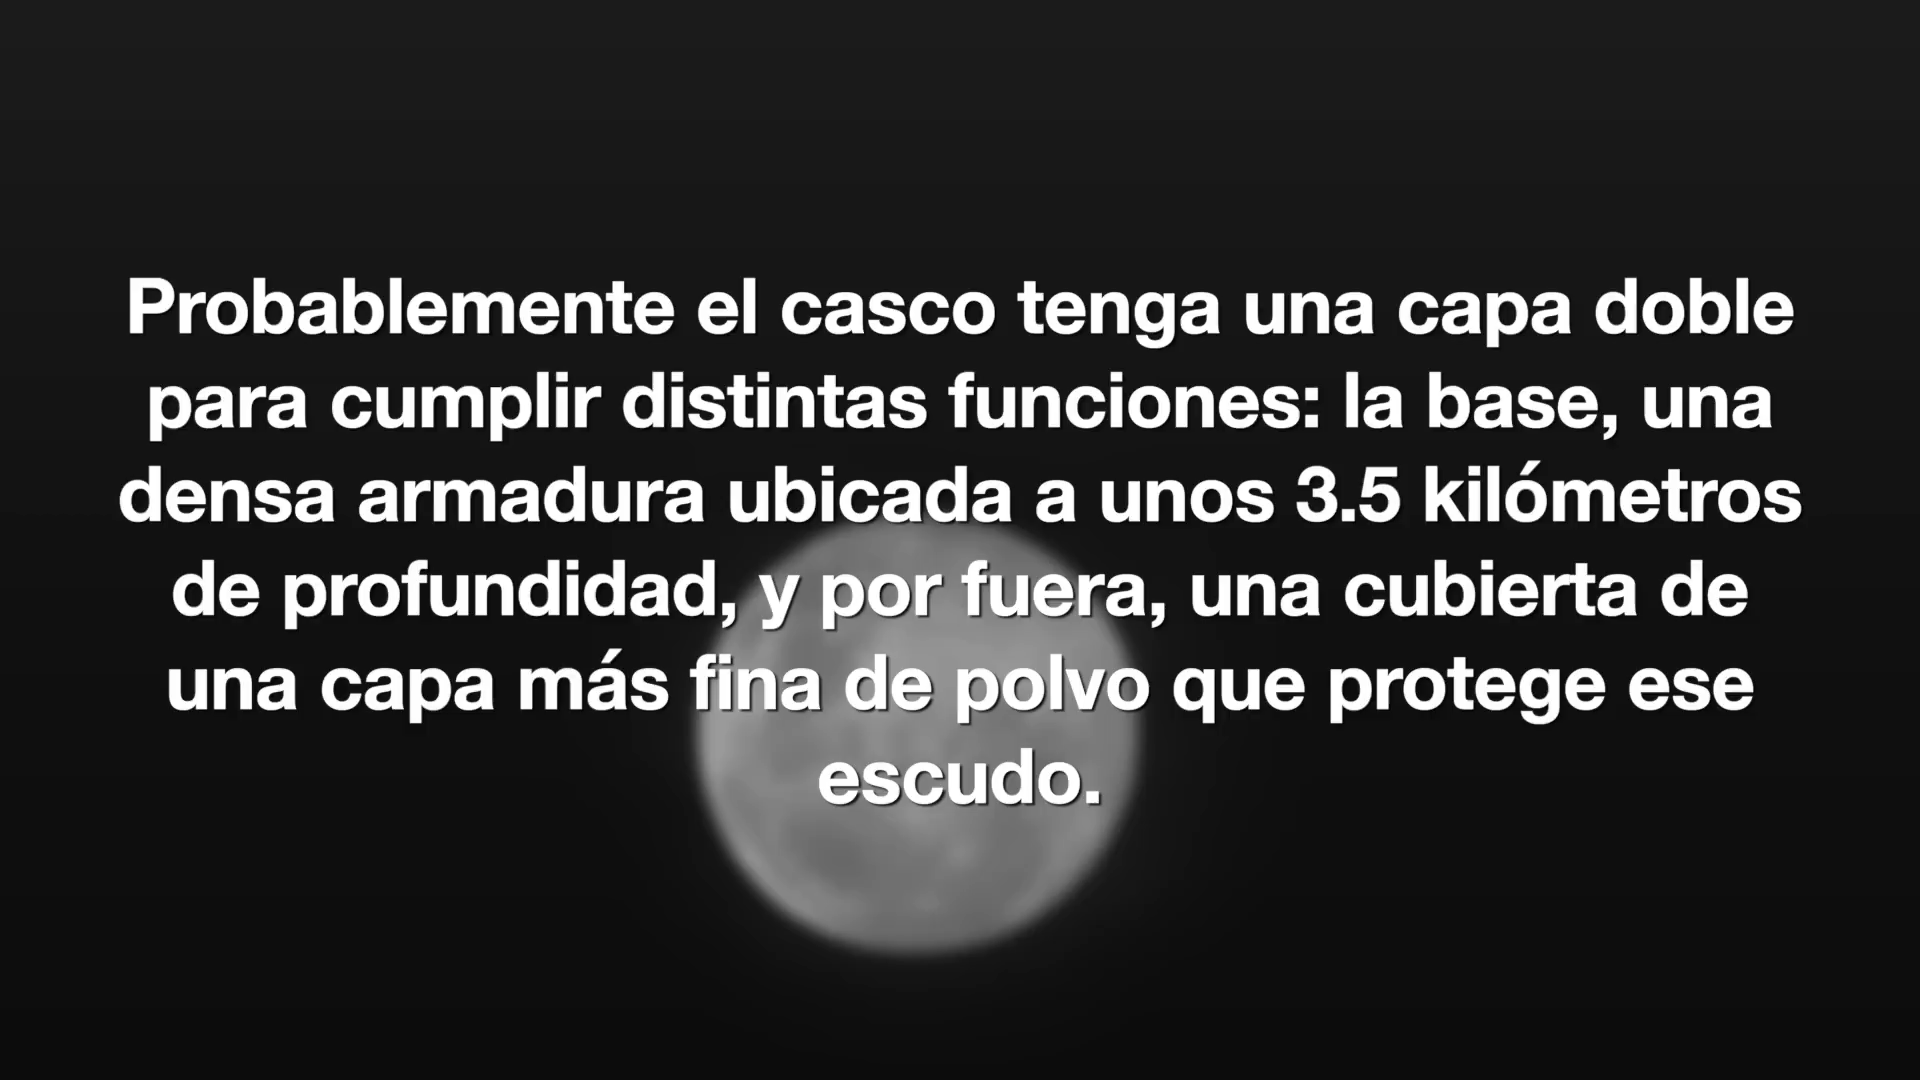 Probablemente el casco tenga una capa doble
para cumplir distintas funciones: la base, una
densa armadura ubicada a unos 3.5 kilómetros
de profundidad, y por fuera, una cubierta de
una capa más fina de polvo que protege ese
escudo.